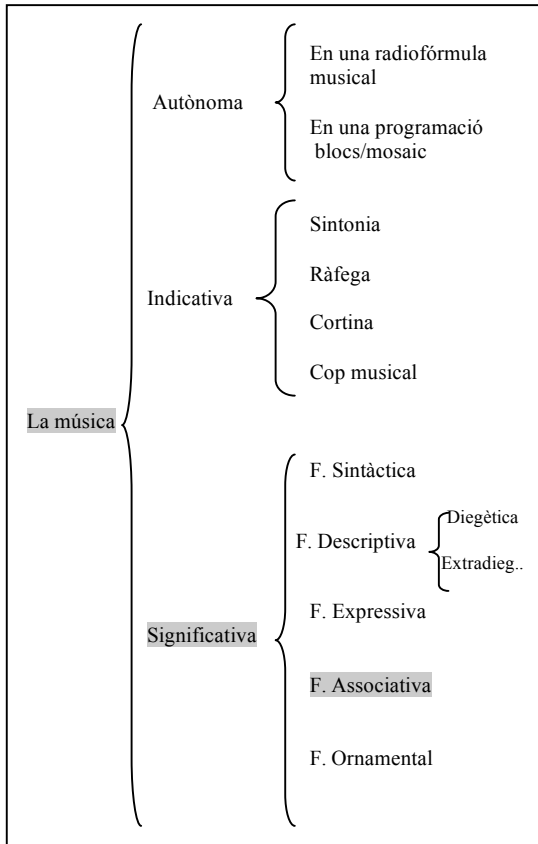 En una radiofórmula
musical
Autònoma
En una programació
blocs/mosaic
Sintonia
Ràfega
Indicativa
Cortina
Cop musical
La música
F. Sintàctica
Diegètica
F. Descriptiva
Extradieg..
F. Expressiva
Significativa
F. Associativa
F. Ornamental